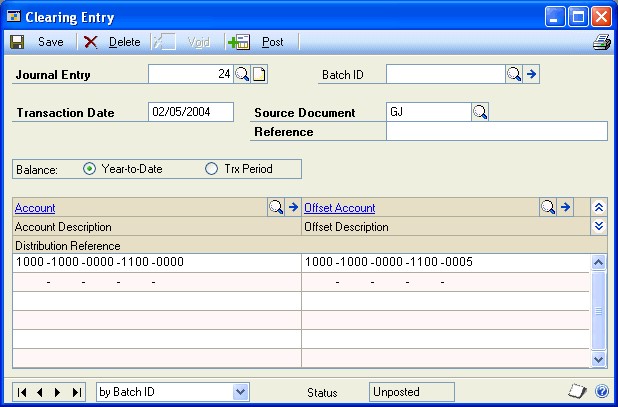 Clearing Entry
Save Delete Void Post
Journal Entry 24 Batch ID
Transaction Date 02/05/2004 Source Document GJ
Reference
Balance: Year-to-Date Trx Period
Account Offset Account
Account Description Offset Description
Distribution Reference
1000 -1000 -0000 -1100 -0000 1000 -1000 -0000 -1100 -0005
- - - - - - - -
by Batch ID Status Unposted